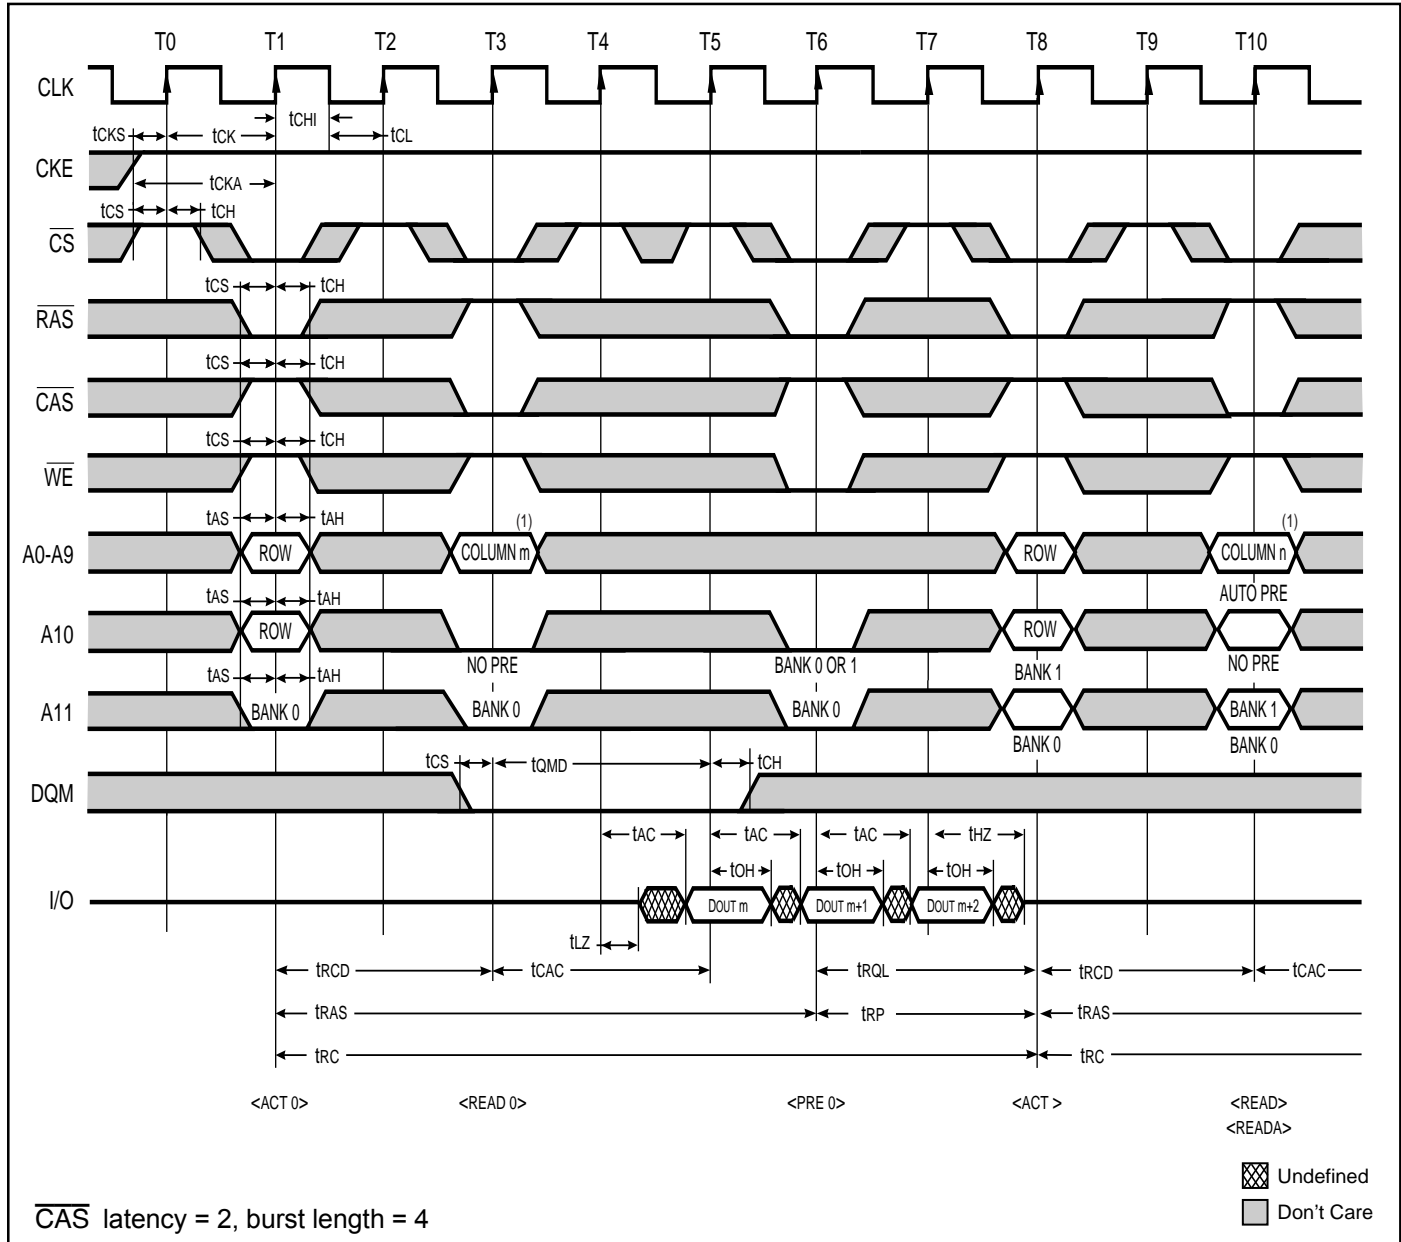 T0 T1 T2 T3 T4 T5 T6 T7 T8 T9 T10
CLK
tCHI
tCKS tCK tCL
CKE
tCKA
tCS tCH
CS
tCS tCH
RAS
tCS tCH
CAS
tCS tCH
WE
tAS tAH (1) (1)
A0-A9 ROW COLUMN m ROW COLUMN n
tAS tAH AUTO PRE
A10 ROW ROW
NO PRE BANK 0 OR 1 BANK 1 NO PRE
tAS tAH
A11 BANK 0 BANK 0 BANK 0 BANK 1
BANK 0 BANK 0
tCS tQMD tCH
DQM
tAC tAC tAC tHZ
tOH tOH tOH
I/O DOUT m DOUT m+1 DOUT m+2
tLZ
tRCD tCAC tRQL tRCD tCAC
tRAS tRP tRAS
tRC tRC
<ACT 0> <READ 0> <PRE 0> <ACT > <READ>
<READA>
Undefined
Don't Care
CAS latency = 2, burst length = 4